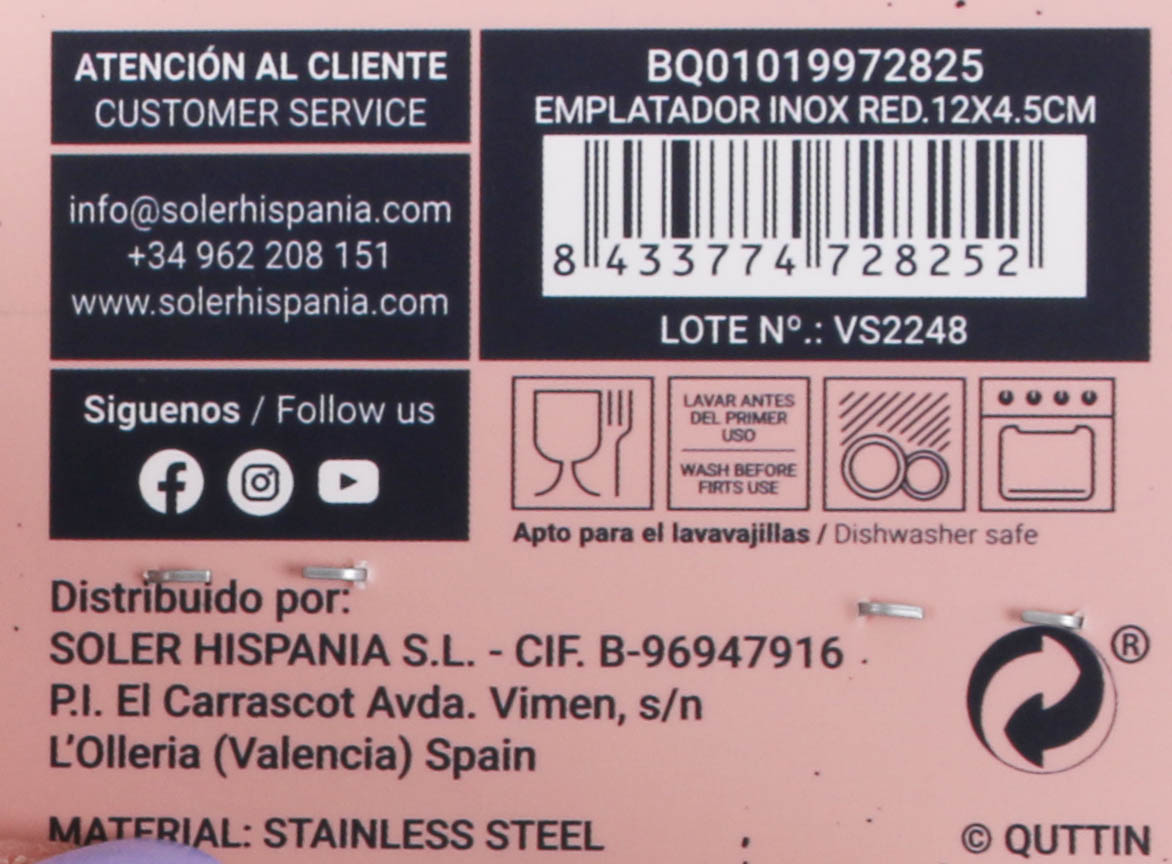 ATENCIÓN AL CLIENTE
CUSTOMER SERVICE
info@solerhispania.com
+34 962 208 151
www.solerhispania.com
Siguenos / Follow us
BQ01019972825
EMPLATADOR INOX RED.12X4.5CM
8 433774 728252
LOTE Nº.: VS2248
LAVAR ANTES
DEL PRIMER
USO
WASH BEFORE
FIRTS USE
Apto para el lavavajillas / Dishwasher safe
Distribuido por:
SOLER HISPANIA S.L. - CIF. B-96947916
P.I. El Carrascot Avda. Vimen, s/n
L'Olleria (Valencia) Spain
®
MATERIAL: STAINLESS STEEL
© QUTTIN